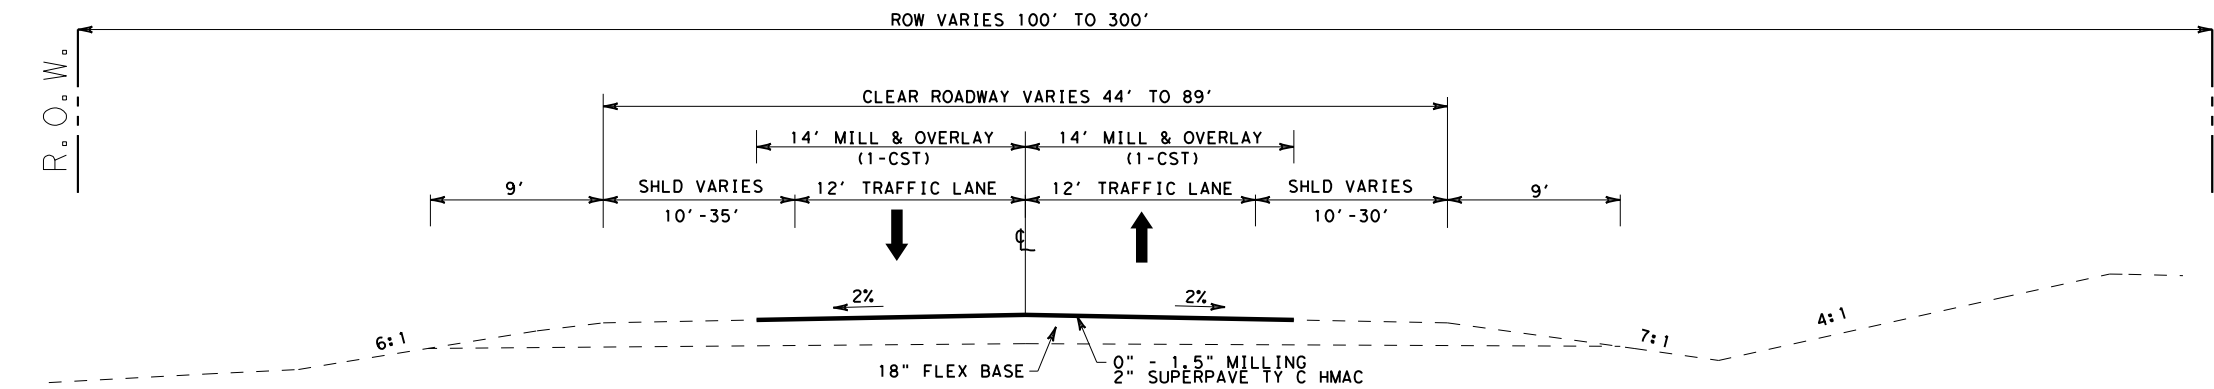 ROW VARIES 100' TO 300'
R.O.W.
CLEAR ROADWAY VARIES 44' TO 89'
14' MILL & OVERLAY
(1-CST)
14' MILL & OVERLAY
(1-CST)
9'
SHLD VARIES
10'-35'
12' TRAFFIC LANE
12' TRAFFIC LANE
SHLD VARIES
10'-30'
9'
℄
2%
2%
6:1
7:1
4:1
18" FLEX BASE
0" - 1.5" MILLING
2" SUPERPAVE TY C HMAC